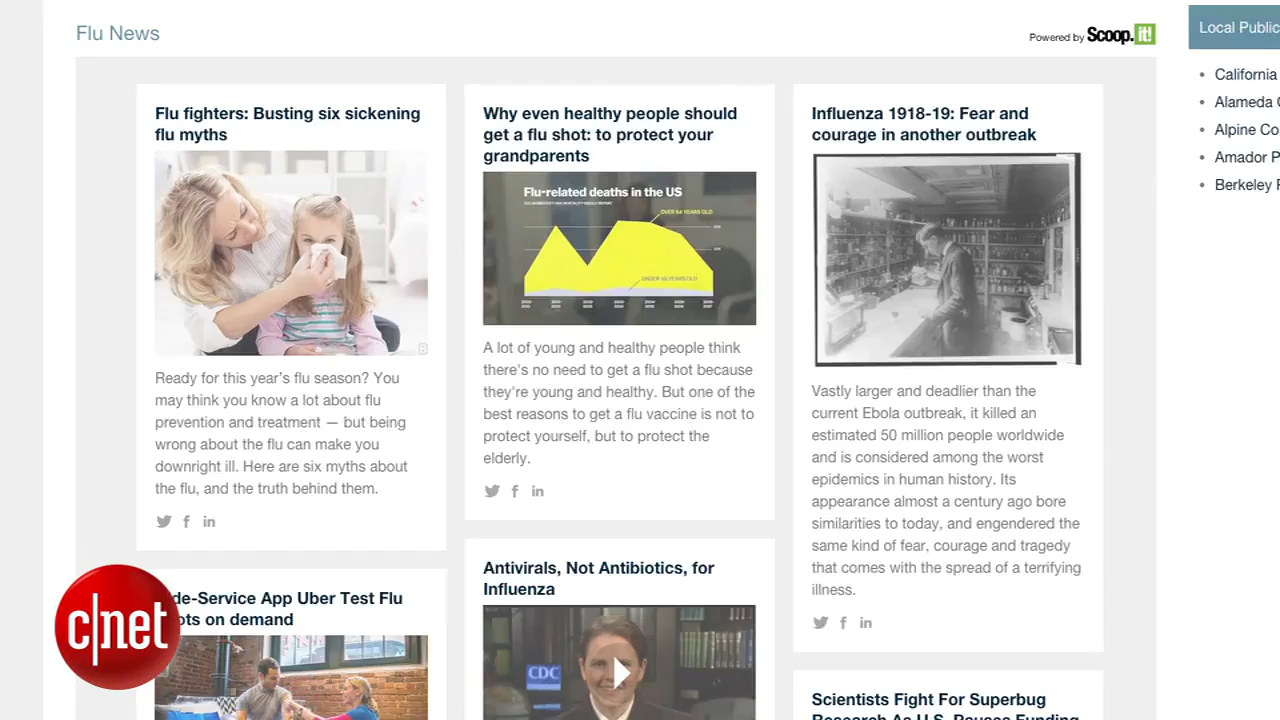 Flu News
Powered by Scoop.it!
Local Public
California
Alameda C
Alpine Co
Amador P
Berkeley P
Flu fighters: Busting six sickening
flu myths
Ready for this year's flu season? You
may think you know a lot about flu
prevention and treatment — but being
wrong about the flu can make you
downright ill. Here are six myths about
the flu, and the truth behind them.
de-Service App Uber Test Flu
ots on demand
Why even healthy people should
get a flu shot: to protect your
grandparents
Flu-related deaths in the US
OVER 64 YEARS OLD
A lot of young and healthy people think
there's no need to get a flu shot because
they're young and healthy. But one of the
best reasons to get a flu vaccine is not to
protect yourself, but to protect the
elderly.
Antivirals, Not Antibiotics, for
Influenza
CDC
Influenza 1918-19: Fear and
courage in another outbreak
Vastly larger and deadlier than the
current Ebola outbreak, it killed an
estimated 50 million people worldwide
and is considered among the worst
epidemics in human history. Its
appearance almost a century ago bore
similarities to today, and engendered the
same kind of fear, courage and tragedy
that comes with the spread of a terrifying
illness.
Scientists Fight For Superbug
Research As U.S. Pauses Funding
c|net